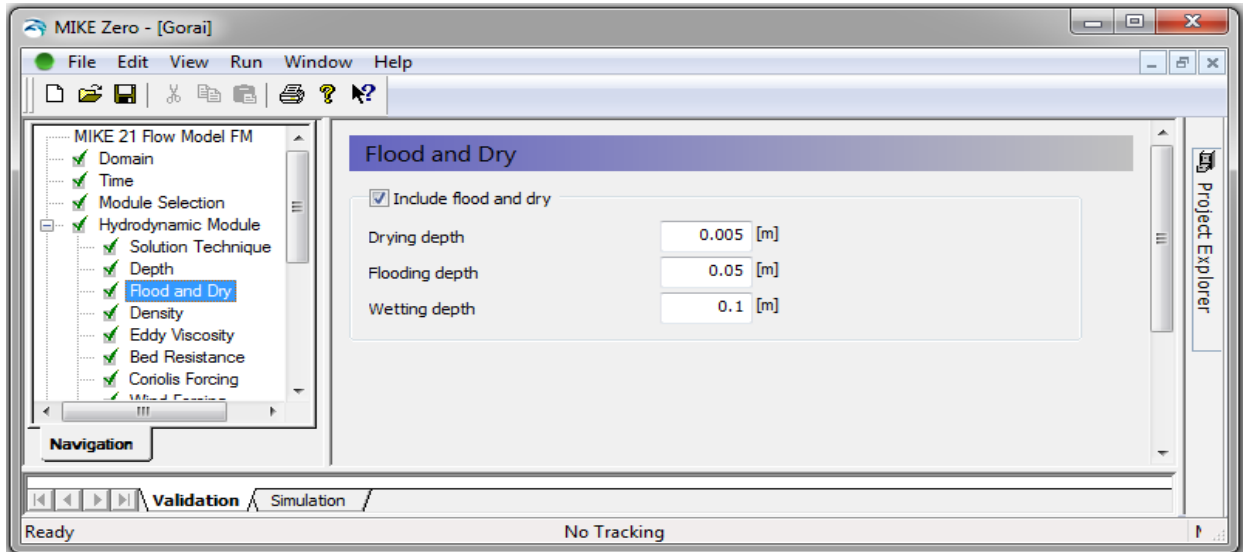 MIKE Zero - [Gorai]
File Edit View Run Window Help
MIKE 21 Flow Model FM
Domain
Time
Module Selection
Hydrodynamic Module
Solution Technique
Depth
Flood and Dry
Density
Eddy Viscosity
Bed Resistance
Coriolis Forcing
Navigation
Flood and Dry
Include flood and dry
Drying depth 0.005 [m]
Flooding depth 0.05 [m]
Wetting depth 0.1 [m]
Project Explorer
Validation Simulation
Ready No Tracking